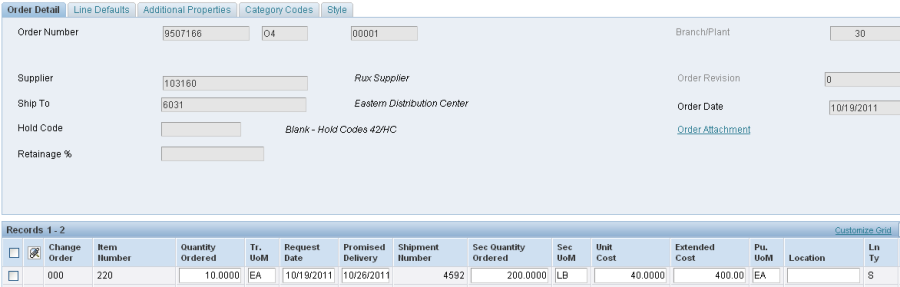 Order Detail Line Defaults Additional Properties Category Codes Style
Order Number 9507166 O4 00001 Branch/Plant 30
Supplier 103160 Rux Supplier Order Revision 0
Ship To 6031 Eastern Distribution Center Order Date 10/19/2011
Hold Code Blank - Hold Codes 42/HC Order Attachment
Retainage %
Records 1 - 2 Customize Grid
Change Order Item Number Quantity Ordered Tr. UoM Request Date Promised Delivery Shipment Number Sec Quantity Ordered Sec UoM Unit Cost Extended Cost Pu. UoM Location Ln Ty
000 220 10.0000 EA 10/19/2011 10/26/2011 4592 200.0000 LB 40.0000 400.00 EA S